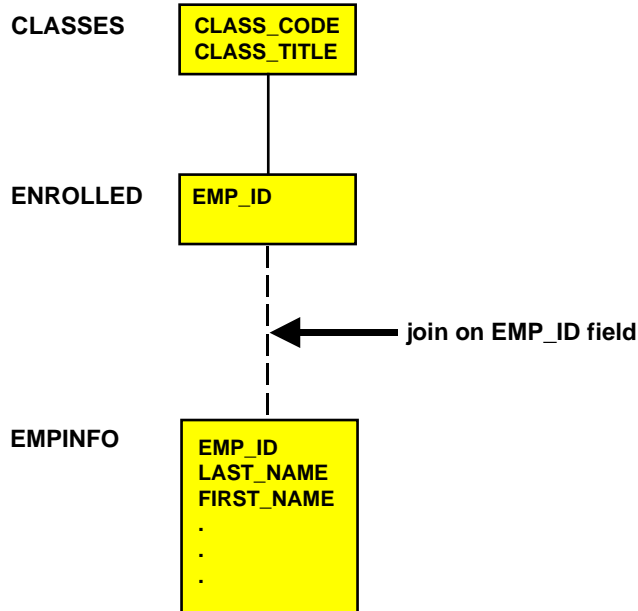 CLASSES
CLASS_CODE
CLASS_TITLE
ENROLLED
EMP_ID
join on EMP_ID field
EMPINFO
EMP_ID
LAST_NAME
FIRST_NAME
.
.
.